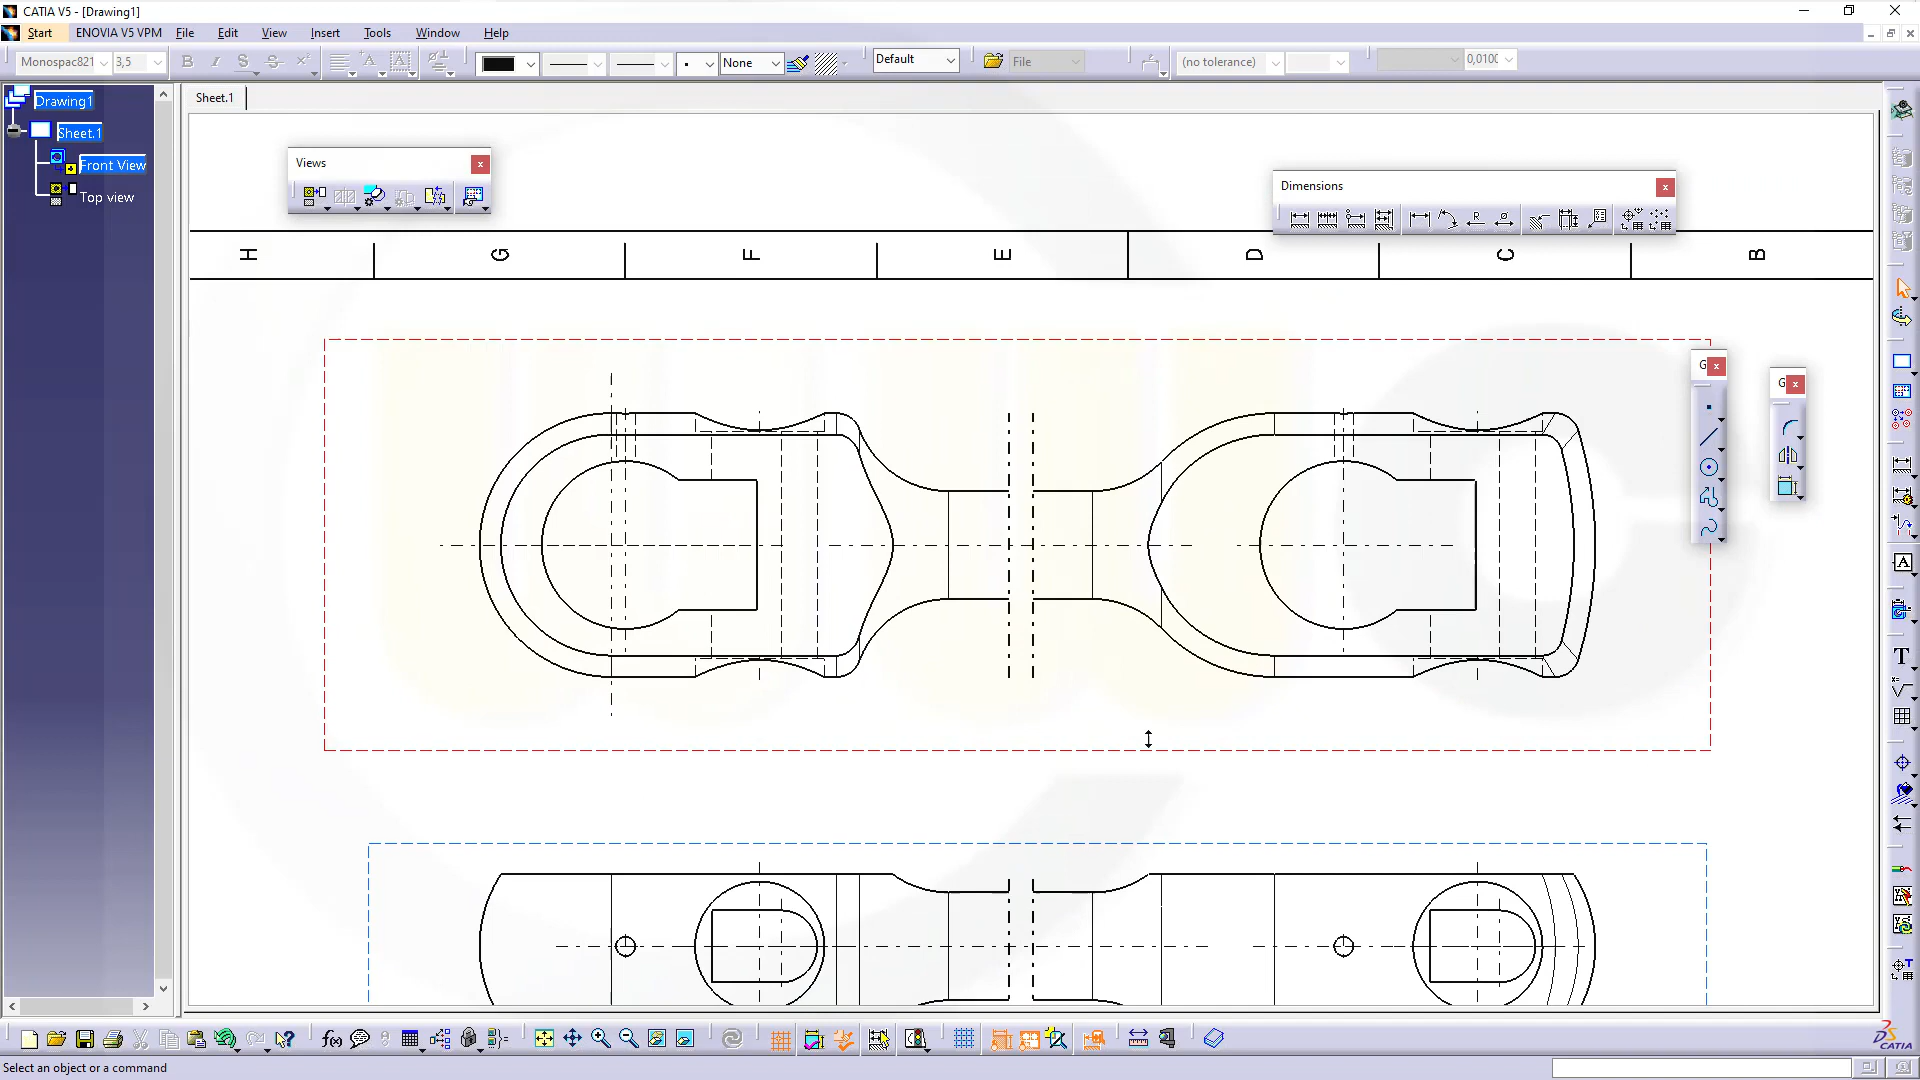 CATIA V5 - [Drawing1]
Start ENOVIA V5 VPM File Edit View Insert Tools Window Help
Monospac821 3,5 B I S S None Default File (no tolerance) 0,010
Drawing1
Sheet.1
Front View
Top view
Sheet.1
Views
Dimensions
H G F E D C B
G
G
f(x)
CATIA
Select an object or a command